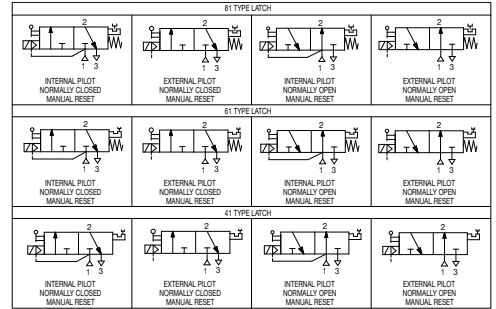 81 TYPE LATCH
2 2 2 2
1 3 1 3 1 3 1 3
INTERNAL PILOT EXTERNAL PILOT INTERNAL PILOT EXTERNAL PILOT
NORMALLY CLOSED NORMALLY CLOSED NORMALLY OPEN NORMALLY OPEN
MANUAL RESET MANUAL RESET MANUAL RESET MANUAL RESET
61 TYPE LATCH
2 2 2 2
1 3 1 3 1 3 1 3
INTERNAL PILOT EXTERNAL PILOT INTERNAL PILOT EXTERNAL PILOT
NORMALLY CLOSED NORMALLY CLOSED NORMALLY OPEN NORMALLY OPEN
MANUAL RESET MANUAL RESET MANUAL RESET MANUAL RESET
41 TYPE LATCH
2 2 2 2
1 3 1 3 1 3 1 3
INTERNAL PILOT EXTERNAL PILOT INTERNAL PILOT EXTERNAL PILOT
NORMALLY CLOSED NORMALLY CLOSED NORMALLY OPEN NORMALLY OPEN
MANUAL RESET MANUAL RESET MANUAL RESET MANUAL RESET